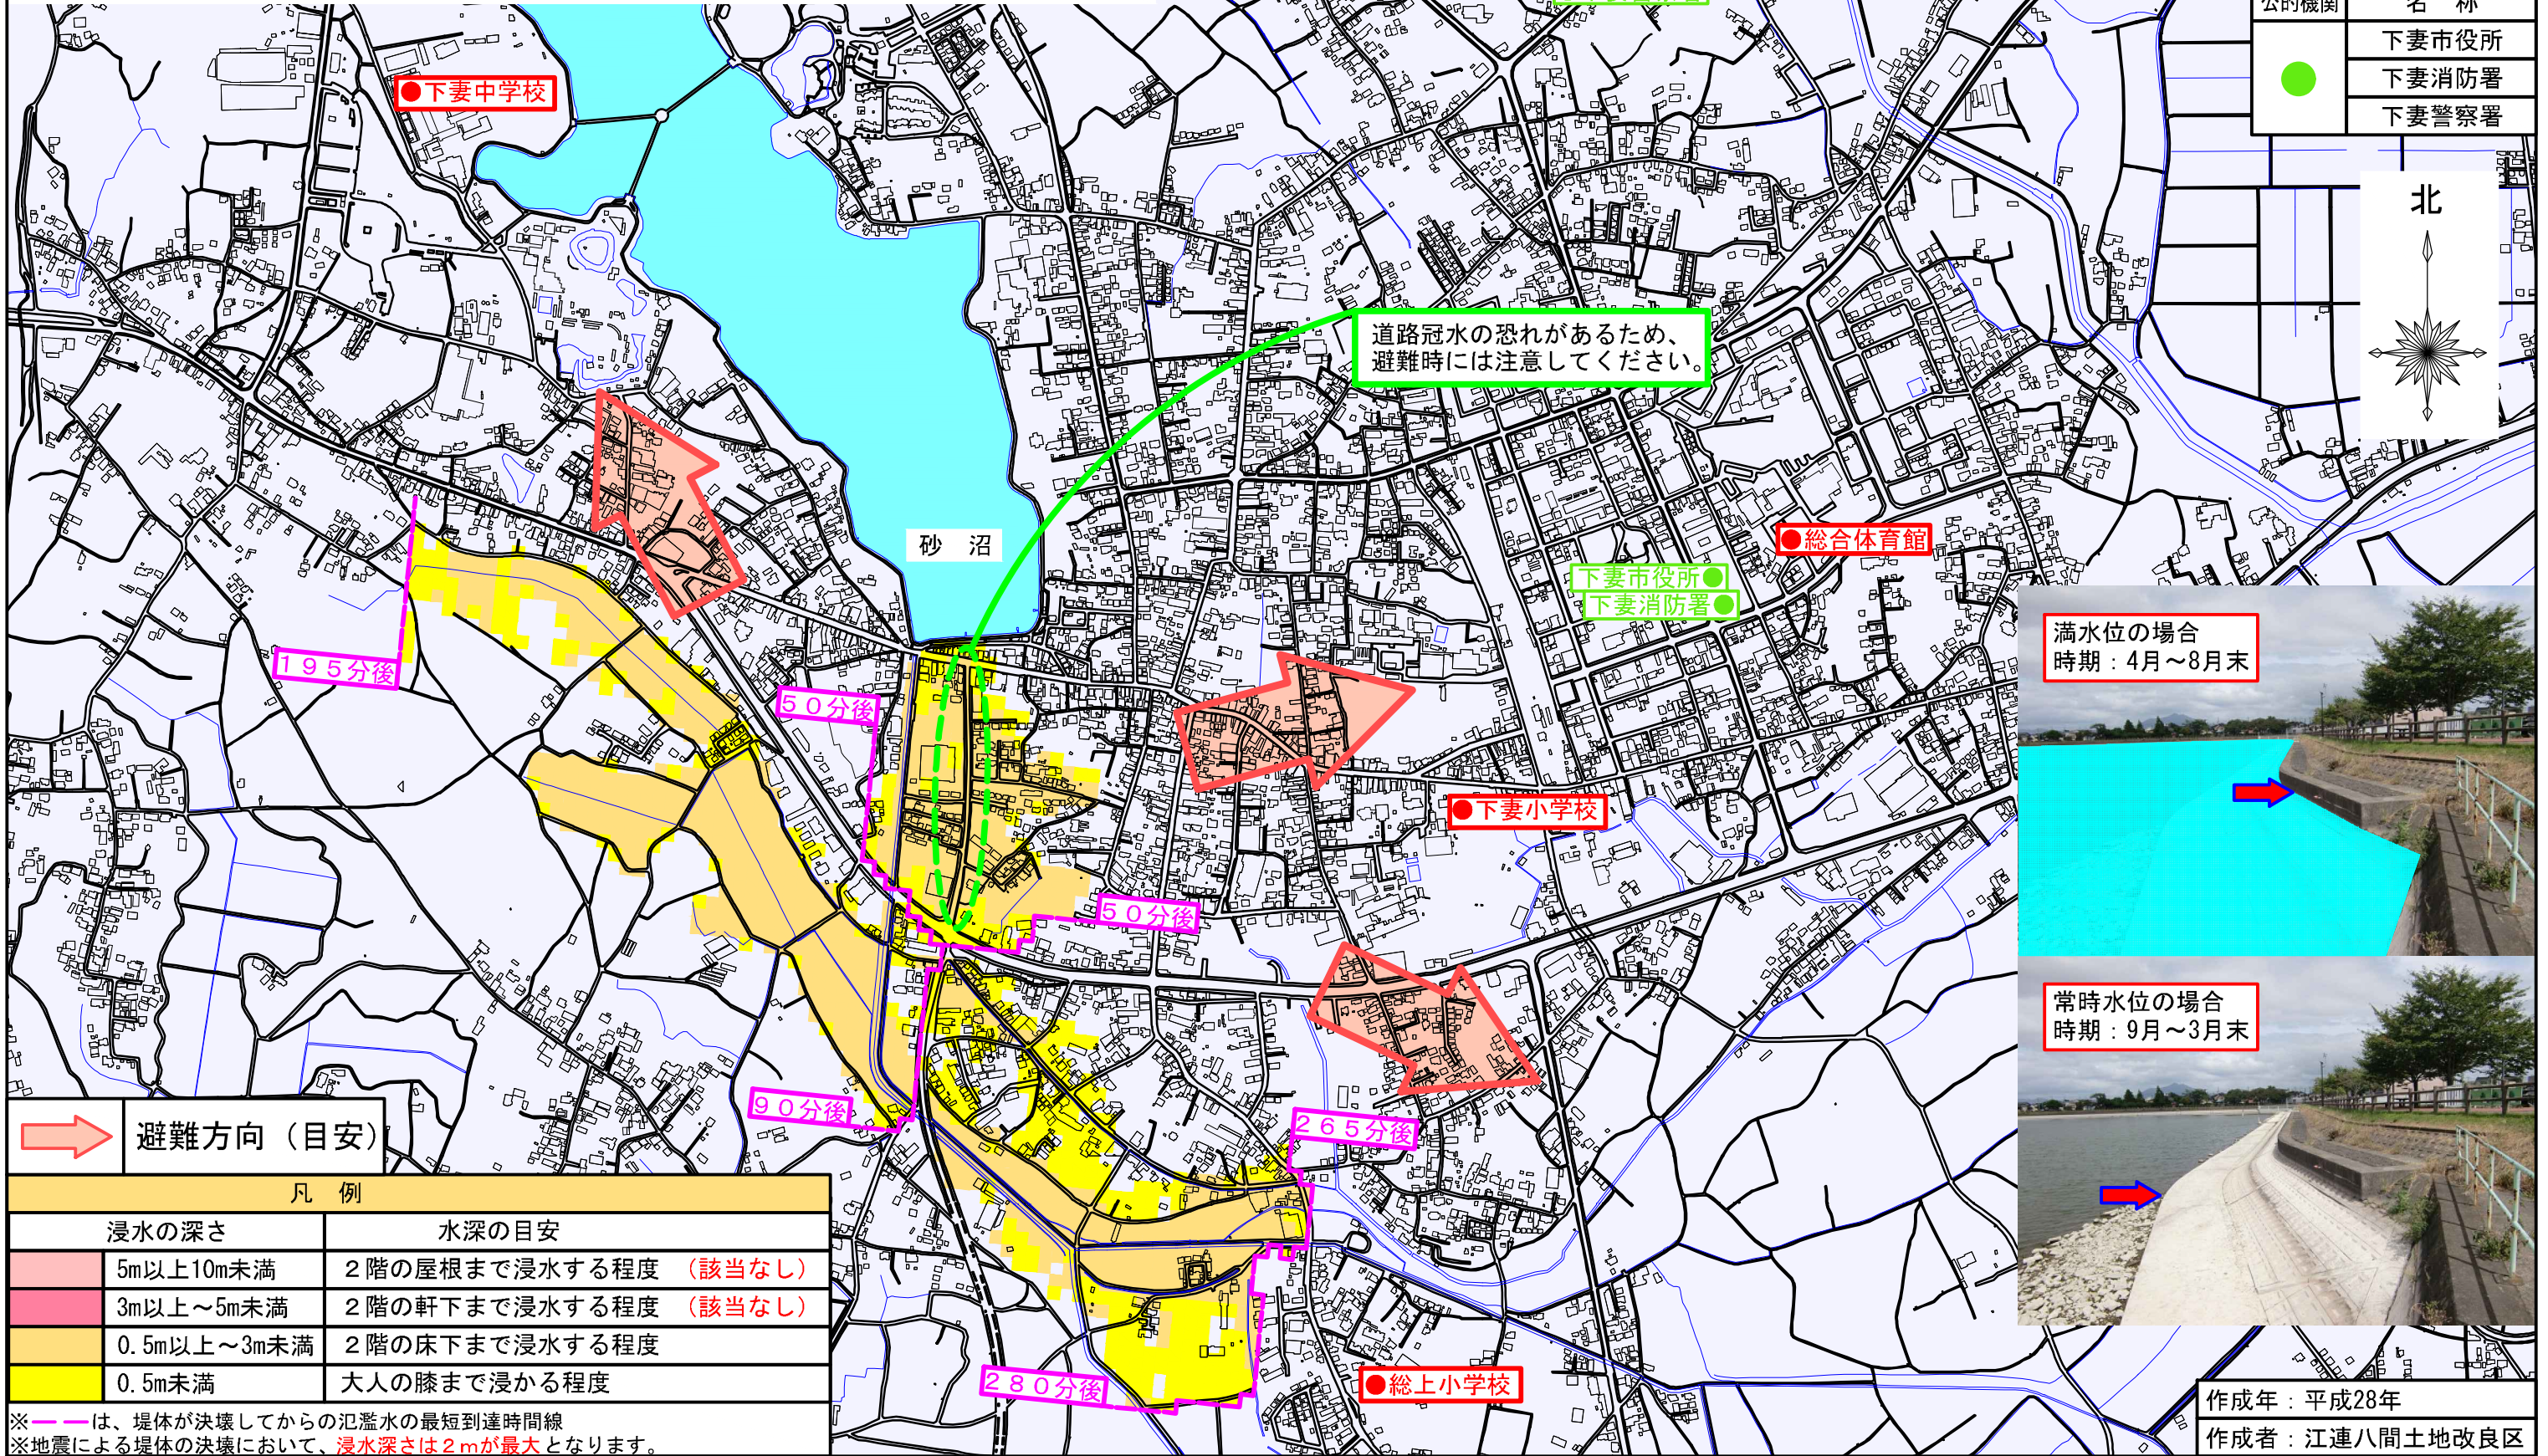 公的機関 名 称
下妻市役所
下妻消防署
下妻警察署
北
●下妻中学校
道路冠水の恐れがあるため、
避難時には注意してください。
砂 沼
●総合体育館
下妻市役所●
下妻消防署●
満水位の場合
時期：4月～8月末
195分後
50分後
●下妻小学校
50分後
常時水位の場合
時期：9月～3月末
90分後
265分後
避難方向（目安）
凡 例
浸水の深さ 水深の目安
5m以上10m未満 2階の屋根まで浸水する程度 （該当なし）
3m以上～5m未満 2階の軒下まで浸水する程度 （該当なし）
0.5m以上～3m未満 2階の床下まで浸水する程度
0.5m未満 大人の膝まで浸かる程度
280分後
●総上小学校
※は、堤体が決壊してからの氾濫水の最短到達時間線
※地震による堤体の決壊において、浸水深さは2mが最大となります。
作成年：平成28年
作成者：江連八間土地改良区